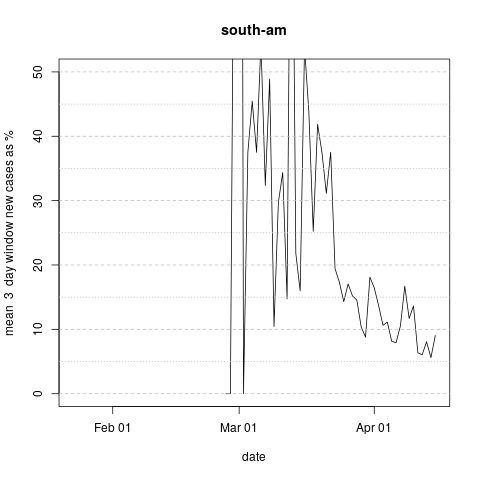 south-am
mean 3 day window new cases as %
50
40
30
20
10
0
Feb 01
Mar 01
Apr 01
date